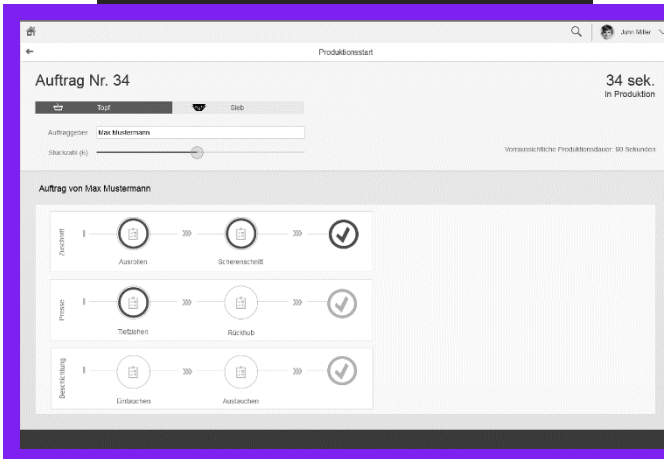 John Miller
Produktionsstart
Auftrag Nr. 34
34 sek.
In Produktion
Topf
Sieb
Auftraggeber
Max Mustermann
Stückzahl (6)
Vorraussichtliche Produktionsdauer: 90 Sekunden
Auftrag von Max Mustermann
Zuschnitt
Ausrollen
Scherenschnitt
Presse
Tiefziehen
Rückhub
Beschichtung
Eintauchen
Austauchen